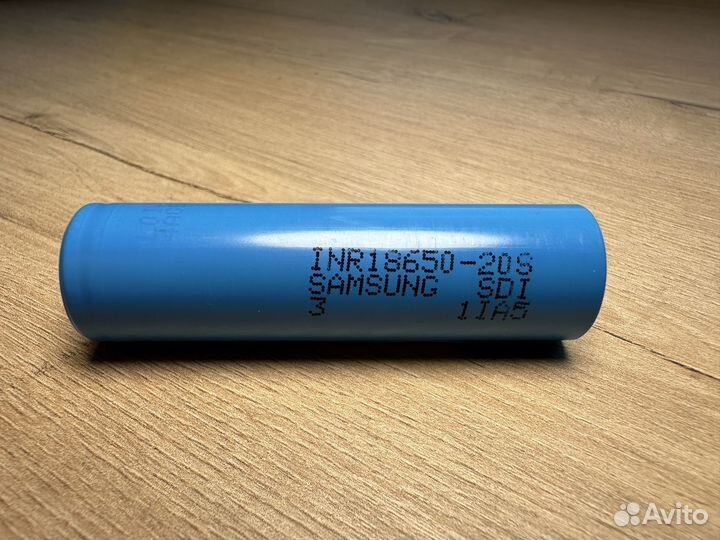 INR18650-20S
SAMSUNG SDI
3 1IA5
Avito